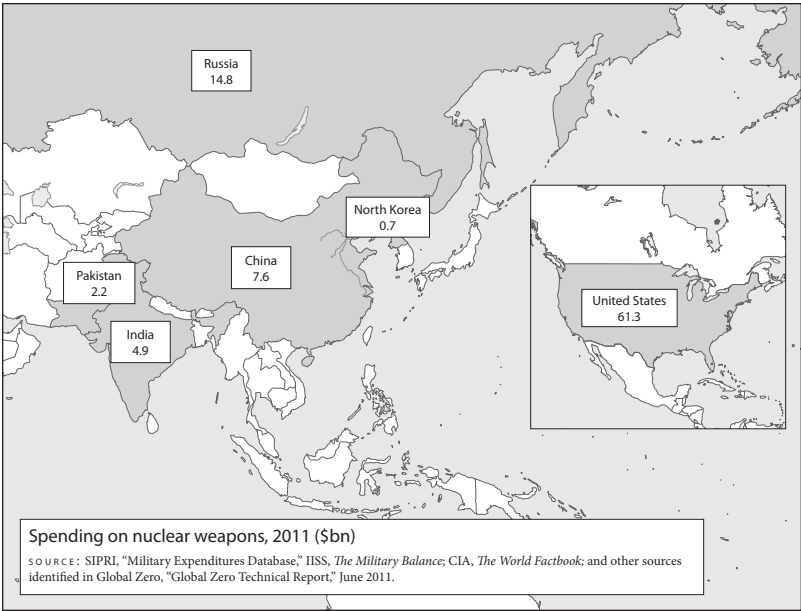 Russia
14.8
North Korea
0.7
China
7.6
Pakistan
2.2
India
4.9
United States
61.3
Spending on nuclear weapons, 2011 ($bn)
SOURCE: SIPRI, “Military Expenditures Database,” IISS, The Military Balance; CIA, The World Factbook; and other sources
identified in Global Zero, “Global Zero Technical Report,” June 2011.